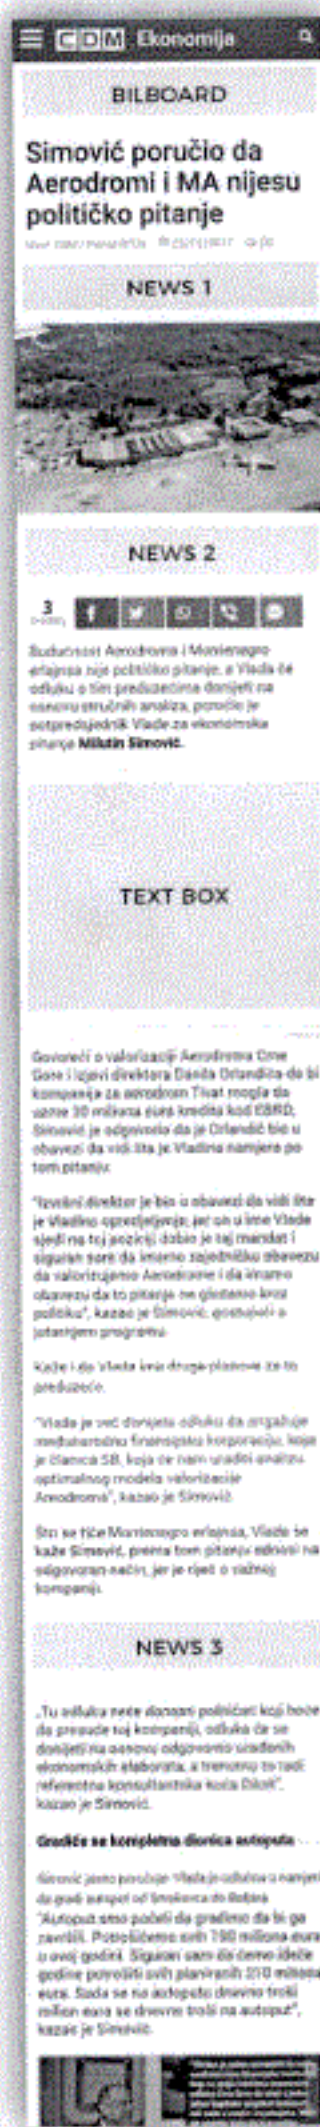 CDM Ekonomija
BILBOARD
Simović poručio da
Aerodromi i MA nijesu
političko pitanje
NEWS 1
NEWS 2
3
Budućnost Aerodroma i Montenegro
erlajnsa nije političko pitanje, a Vlada će
odluku o tim preduzećima donijeti na
osnovu stručnih analiza, poručio je
potpredsjednik Vlade za ekonomska
pitanja Milutin Simović.
TEXT BOX
Govoreći o valorizaciji Aerodroma Crne
Gore i izjavi direktora Danila Orlandića da bi
kompanija za aerodrom Tivat mogla da
uzme 30 miliona eura kredita kod EBRD,
Simović je odgovorio da je Orlandić bio u
obavezi da vidi šta je Vladina namjera po
tom pitanju.
"Izvršni direktor je bio u obavezi da vidi šta
je Vladino opredjeljenje, jer on u ime Vlade
sjedi na toj poziciji, dobio je taj mandat i
siguran sam da imamo zajedničku obavezu
da valorizujemo Aerodrome i da imamo
obavezu da to pitanje ne gledamo kroz
politiku", kazao je Simović, gostujući u
jutarnjem programu.
Kaže i da Vlada ima druge planove za to
preduzeće.
"Vlada je već donijela odluku da angažuje
međunarodnu finansijsku korporaciju, koja
je članica SB, koja će nam uraditi analizu
optimalnog modela valorizacije
Aerodroma", kazao je Simović.
Što se tiče Montenegro erlajnsa, Vlada se
kaže Simović, prema tom pitanju odnosi na
odgovoran način, jer je riječ o važnoj
kompaniji.
NEWS 3
„Tu odluku neće donositi političari koji hoće
da presude toj kompaniji, odluka će se
donijeti na osnovu odgovorno urađenih
ekonomskih elaborata, a trenutno to radi
referentna konsultantska kuća
kazao je Simović.
Gradiće se kompletna dionica autoputa
Simović jasno poručuje Vlada je odlučna u namjeri
da gradi autoput od Smokovca do Boljara
"Autoput smo počeli da gradimo da bi ga
završili. Potrošićemo svih 190 miliona eura
u ovoj godini. Siguran sam da ćemo iduće
godine potrošiti svih planiranih 210 miliona
eura. Sada se na autoputu dnevno troši
milion eura se dnevno troši na autoput",
kazao je Simović.